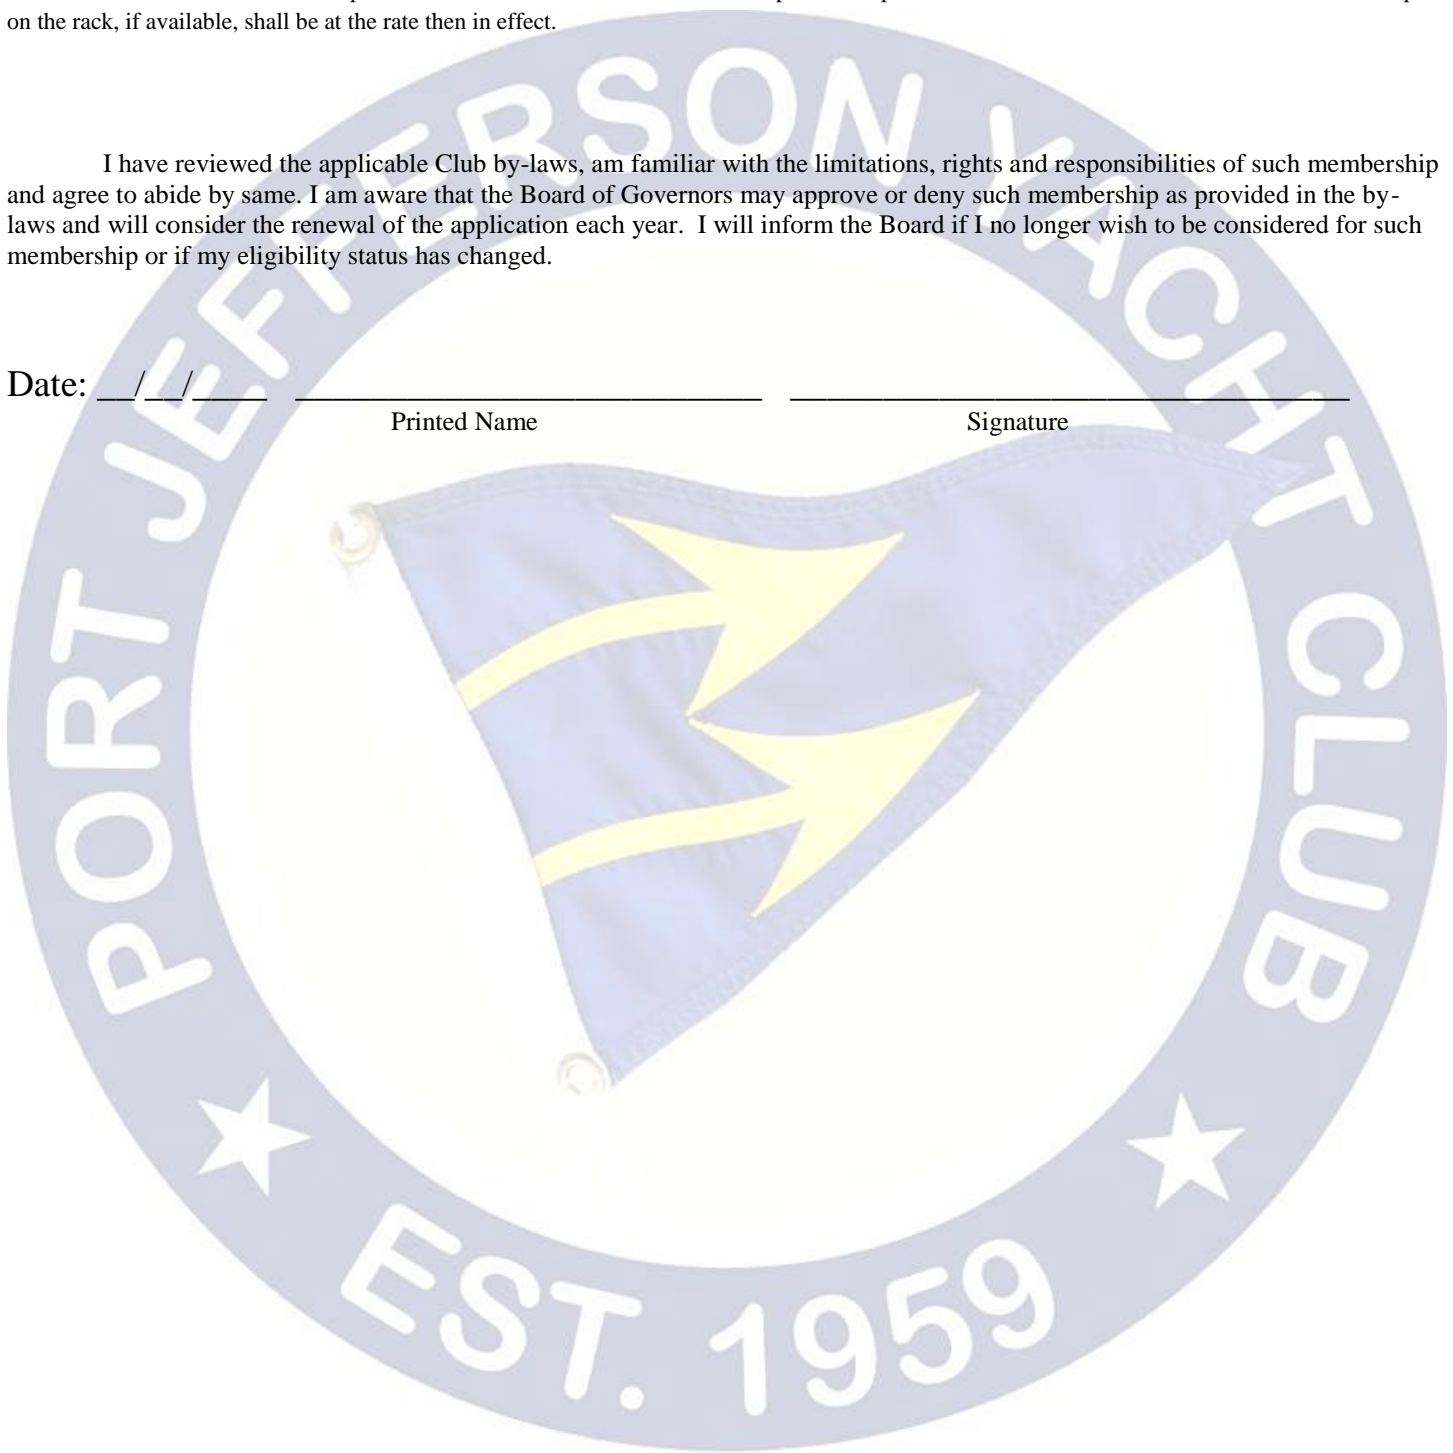 on the rack, if available, shall be at the rate then in effect.
I have reviewed the applicable Club by-laws, am familiar with the limitations, rights and responsibilities of such membership
and agree to abide by same. I am aware that the Board of Governors may approve or deny such membership as provided in the by-
laws and will consider the renewal of the application each year.  I will inform the Board if I no longer wish to be considered for such
membership or if my eligibility status has changed.
Date: __/__/____ _________________________ ______________________________
Printed Name Signature
PORT JEFFERSON YACHT CLUB
EST. 1959